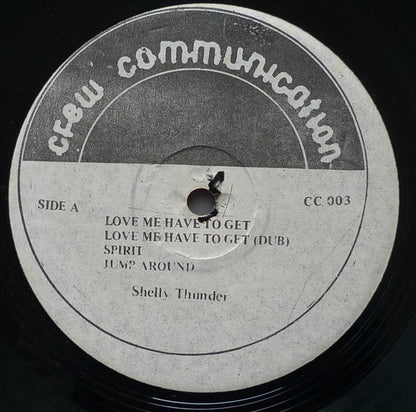 crew communication
SIDE A
CC 003
LOVE ME HAVE TO GET
LOVE ME HAVE TO GET (DUB)
SPIRIT
JUMP AROUND
Shelly Thunder